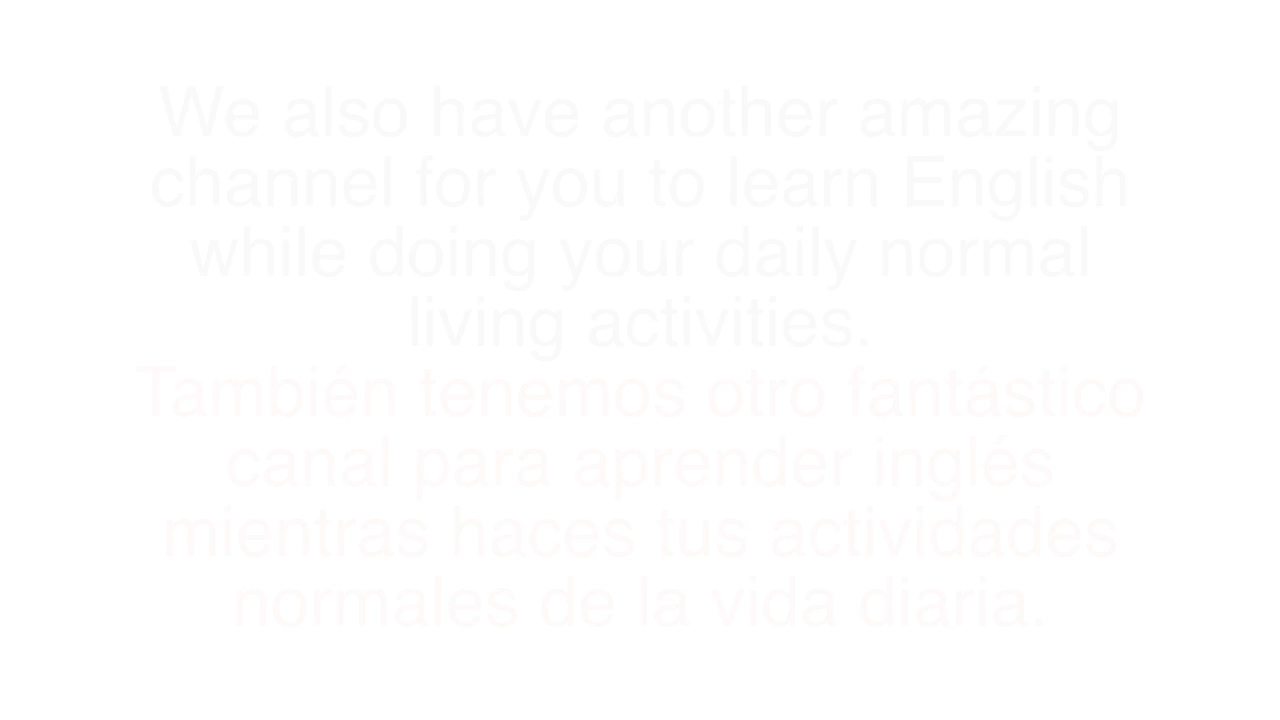 We also have another amazing
channel for you to learn English
while doing your daily normal
living activities.
También tenemos otro fantástico
canal para aprender inglés
mientras haces tus actividades
normales de la vida diaria.